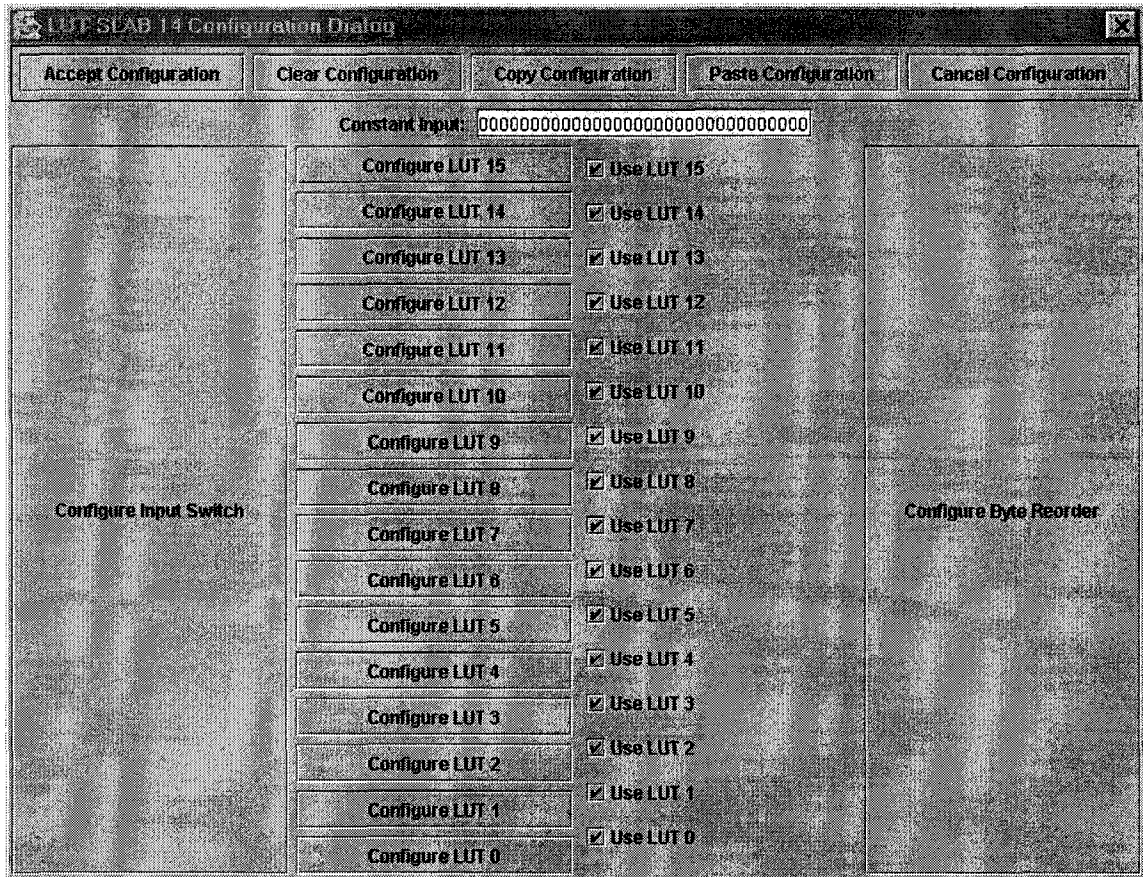 LUT SLAB 14 Configuration Dialog
Accept Configuration Clear Configuration Copy Configuration Paste Configuration Cancel Configuration
Constant Input: 00000000000000000000000000000000
Configure LUT 15 Use LUT 15
Configure LUT 14 Use LUT 14
Configure LUT 13 Use LUT 13
Configure LUT 12 Use LUT 12
Configure LUT 11 Use LUT 11
Configure LUT 10 Use LUT 10
Configure LUT 9 Use LUT 9
Configure LUT 8 Use LUT 8
Configure Input Switch Configure Byte Reorder
Configure LUT 7 Use LUT 7
Configure LUT 6 Use LUT 6
Configure LUT 5 Use LUT 5
Configure LUT 4 Use LUT 4
Configure LUT 3 Use LUT 3
Configure LUT 2 Use LUT 2
Configure LUT 1 Use LUT 1
Configure LUT 0 Use LUT 0